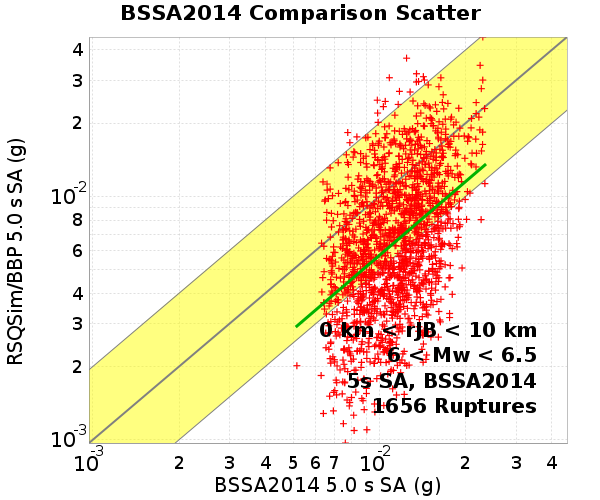 BSSA2014 Comparison Scatter
RSQSim/BBP 5.0 s SA (g)
4
3
2
10-2
8
6
4
3
2
10-3
0 km < rJB < 10 km
6 < Mw < 6.5
5s SA, BSSA2014
1656 Ruptures
10-3 2 3 4 5 6 7 10-2 2 3 4
BSSA2014 5.0 s SA (g)